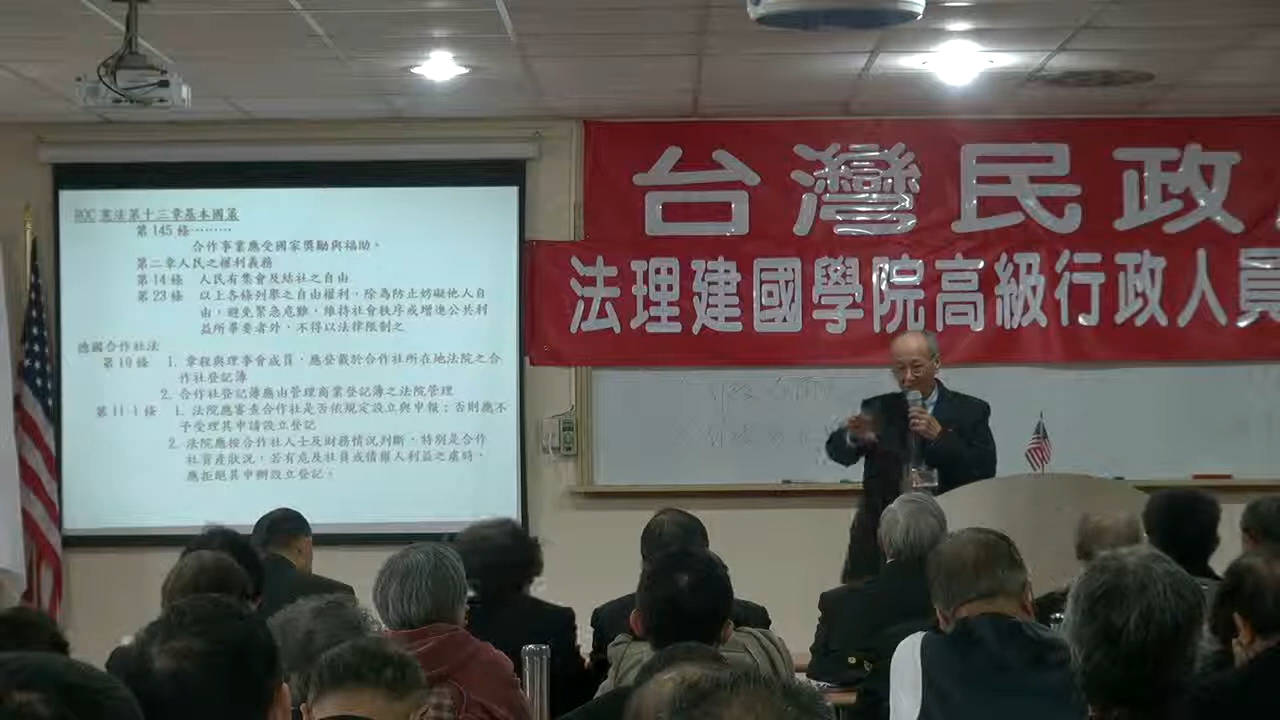 ROC 憲法第十三章基本國策
第 145 條⋯⋯⋯
合作事業應受國家獎勵與福助。
第二章人民之權利義務
第 14 條 人民有集會及結社之自由
第 23 條 以上各條列舉之自由權利，除為防止妨礙他人自
由，避免緊急危難，維持社會秩序或增進公共利
益所畢要者外，不得以法律限制之
德國合作社法
第 10 條 1. 章程與理事會成員，應登載於合作社所在地法院之合
作社登記簿
2. 合作社登記簿應由管理商業登記簿之法院管理
第 11-1 條 1. 法院應審查合作社是否依規定設立與申報；否則應不
予受理其申請設立登記
2. 法院應按合作社人士及財務情況判斷，特別是合作
社資產狀況，若有危及社員或債權人利益之虞時，
應拒絕其申辦設立登記。
台灣民政
法理建國學院高級行政人員